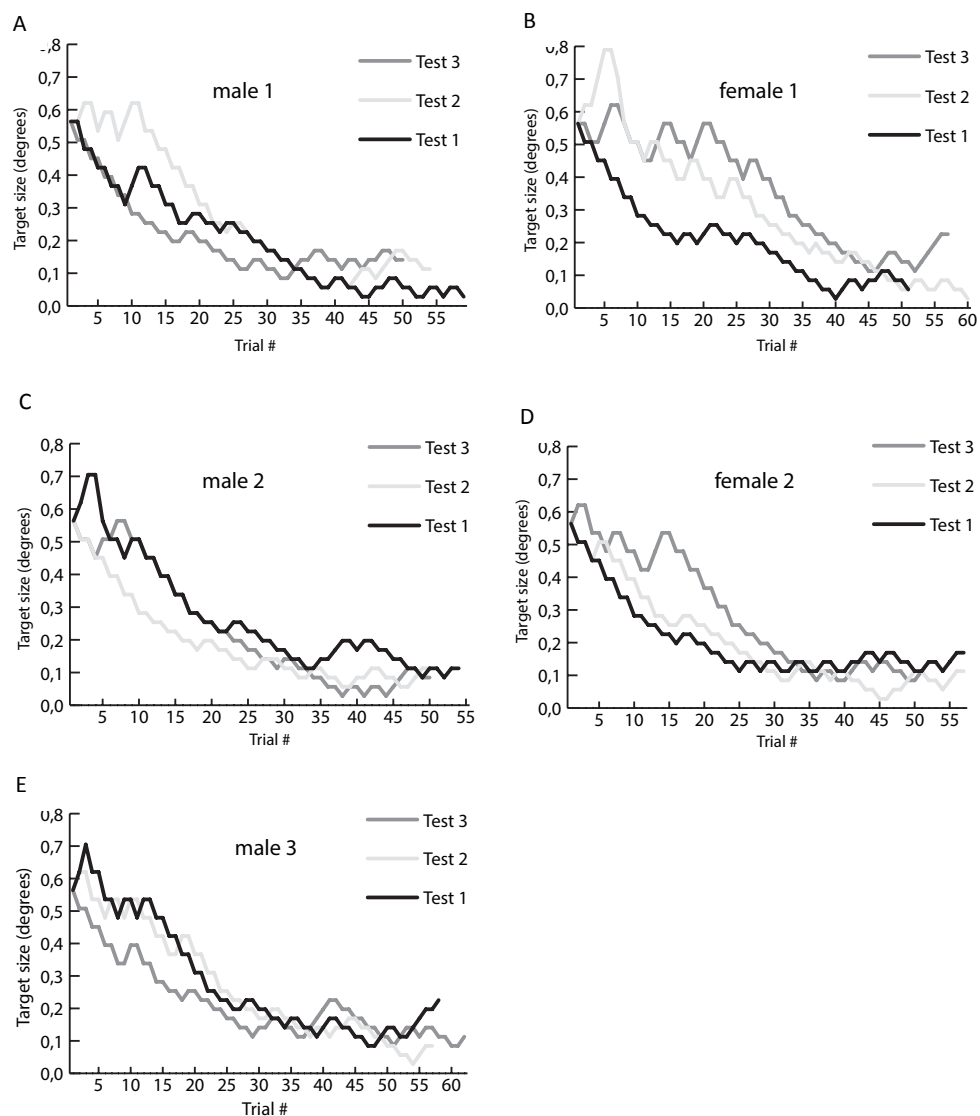 A
-,8
0,7
0,6
0,5
0,4
0,3
0,2
0,1
0,0
Target size (degrees)
male 1
Test 3
Test 2
Test 1
5 10 15 20 25 30 35 40 45 50 55
Trial #
B
0,8
0,7
0,6
0,5
0,4
0,3
0,2
0,1
0,0
Target size (degrees)
female 1
Test 3
Test 2
Test 1
5 10 15 20 25 30 35 40 45 50 55 60
Trial #
C
0,8
0,7
0,6
0,5
0,4
0,3
0,2
0,1
0,0
Target size (degrees)
male 2
Test 3
Test 2
Test 1
5 10 15 20 25 30 35 40 45 50 55
Trial #
D
0,8
0,7
0,6
0,5
0,4
0,3
0,2
0,1
0,0
Target size (degrees)
female 2
Test 3
Test 2
Test 1
5 10 15 20 25 30 35 40 45 50 55
Trial #
E
0,8
0,7
0,6
0,5
0,4
0,3
0,2
0,1
0,0
Target size (degrees)
male 3
Test 3
Test 2
Test 1
5 10 15 20 25 30 35 40 45 50 55 60
Trial #